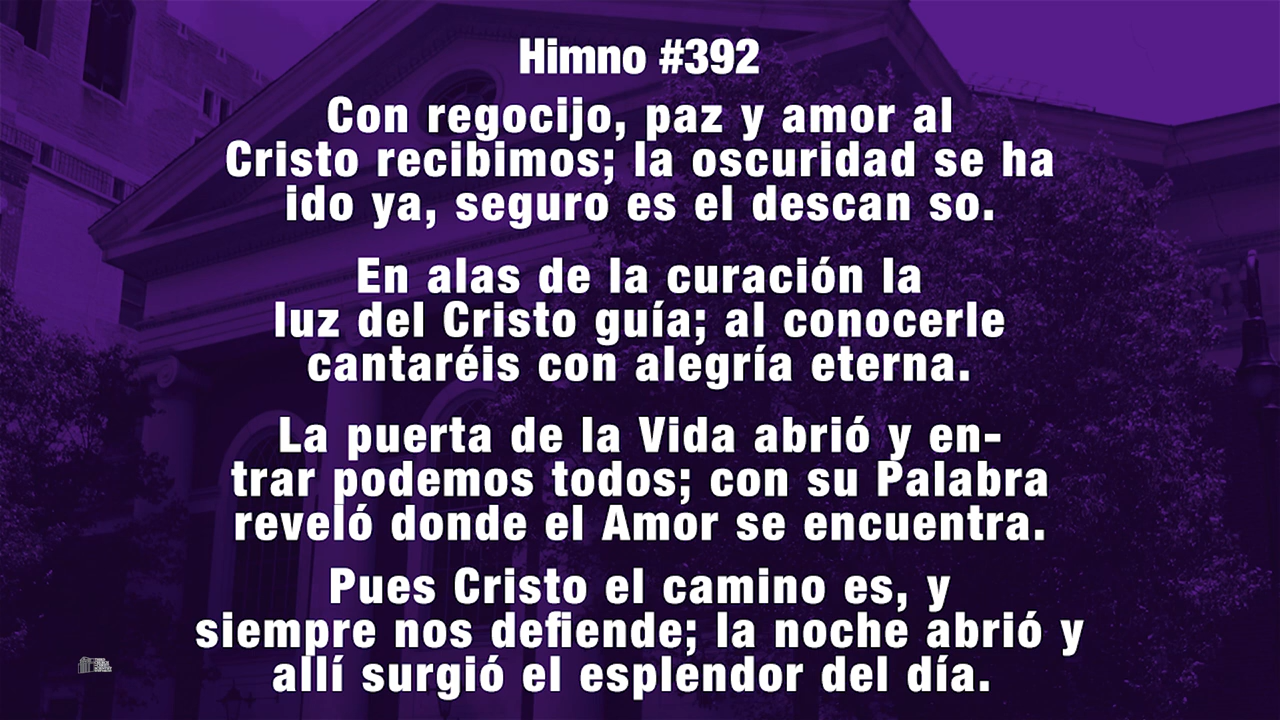 Himno #392
Con regocijo, paz y amor al
Cristo recibimos; la oscuridad se ha
ido ya, seguro es el descan so.
En alas de la curación la
luz del Cristo guía; al conocerle
cantaréis con alegría eterna.
La puerta de la Vida abrió y en-
trar podemos todos; con su Palabra
reveló donde el Amor se encuentra.
Pues Cristo el camino es, y
siempre nos defiende; la noche abrió y
allí surgió el esplendor del día.